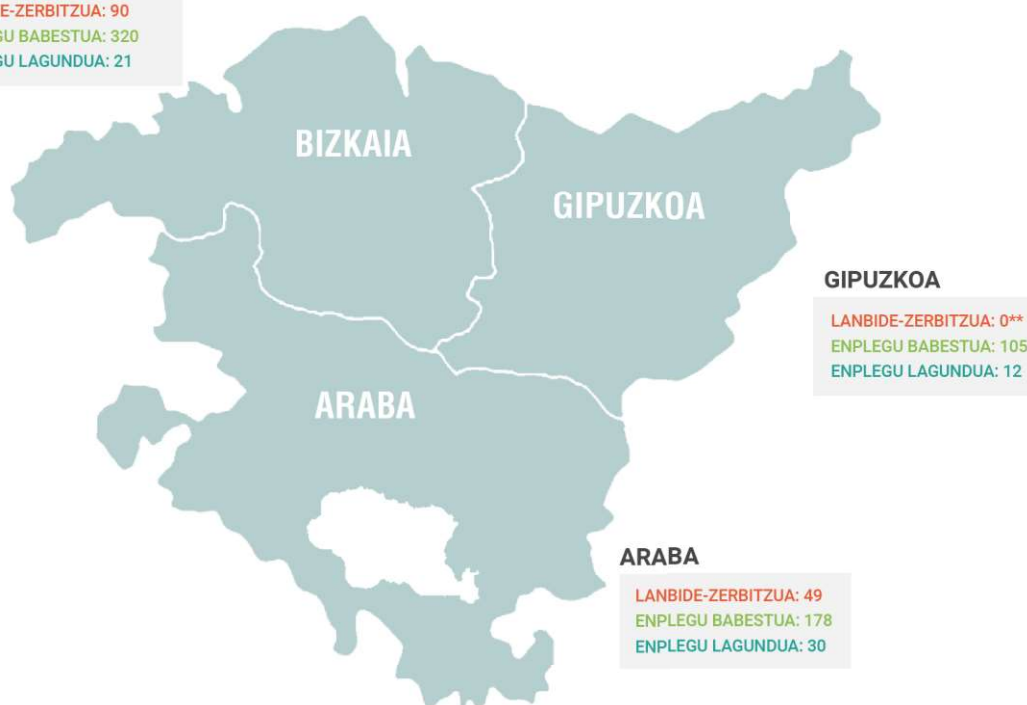 E-ZERBITZUA: 90
GU BABESTUA: 320
GU LAGUNDUA: 21
BIZKAIA
GIPUZKOA
GIPUZKOA
LANBIDE-ZERBITZUA: 0**
ENPLEGU BABESTUA: 105
ENPLEGU LAGUNDUA: 12
ARABA
ARABA
LANBIDE-ZERBITZUA: 49
ENPLEGU BABESTUA: 178
ENPLEGU LAGUNDUA: 30